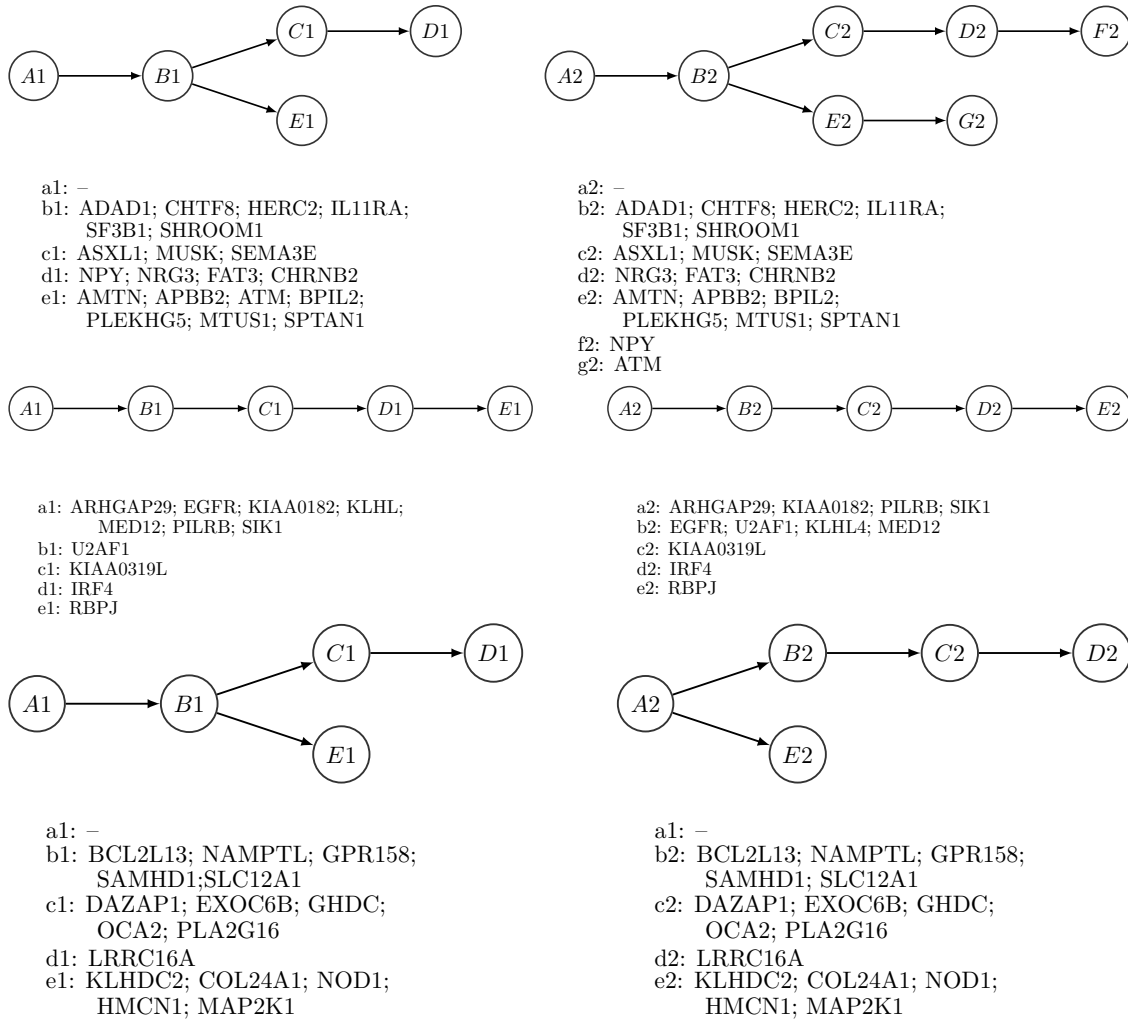 A1
B1
C1
D1
E1
A2
B2
C2
D2
F2
E2
G2
a1: –
b1: ADAD1; CHTF8; HERC2; IL11RA;
SF3B1; SHROOM1
c1: ASXL1; MUSK; SEMA3E
d1: NPY; NRG3; FAT3; CHRNB2
e1: AMTN; APBB2; ATM; BPIL2;
PLEKHG5; MTUS1; SPTAN1
a2: –
b2: ADAD1; CHTF8; HERC2; IL11RA;
SF3B1; SHROOM1
c2: ASXL1; MUSK; SEMA3E
d2: NRG3; FAT3; CHRNB2
e2: AMTN; APBB2; BPIL2;
PLEKHG5; MTUS1; SPTAN1
f2: NPY
g2: ATM
A1
B1
C1
D1
E1
A2
B2
C2
D2
E2
a1: ARHGAP29; EGFR; KIAA0182; KLHL;
MED12; PILRB; SIK1
b1: U2AF1
c1: KIAA0319L
d1: IRF4
e1: RBPJ
a2: ARHGAP29; KIAA0182; PILRB; SIK1
b2: EGFR; U2AF1; KLHL4; MED12
c2: KIAA0319L
d2: IRF4
e2: RBPJ
A1
B1
C1
D1
E1
A2
B2
C2
D2
E2
a1: –
b1: BCL2L13; NAMPTL; GPR158;
SAMHD1;SLC12A1
c1: DAZAP1; EXOC6B; GHDC;
OCA2; PLA2G16
d1: LRRC16A
e1: KLHDC2; COL24A1; NOD1;
HMCN1; MAP2K1
a1: –
b2: BCL2L13; NAMPTL; GPR158;
SAMHD1; SLC12A1
c2: DAZAP1; EXOC6B; GHDC;
OCA2; PLA2G16
d2: LRRC16A
e2: KLHDC2; COL24A1; NOD1;
HMCN1; MAP2K1